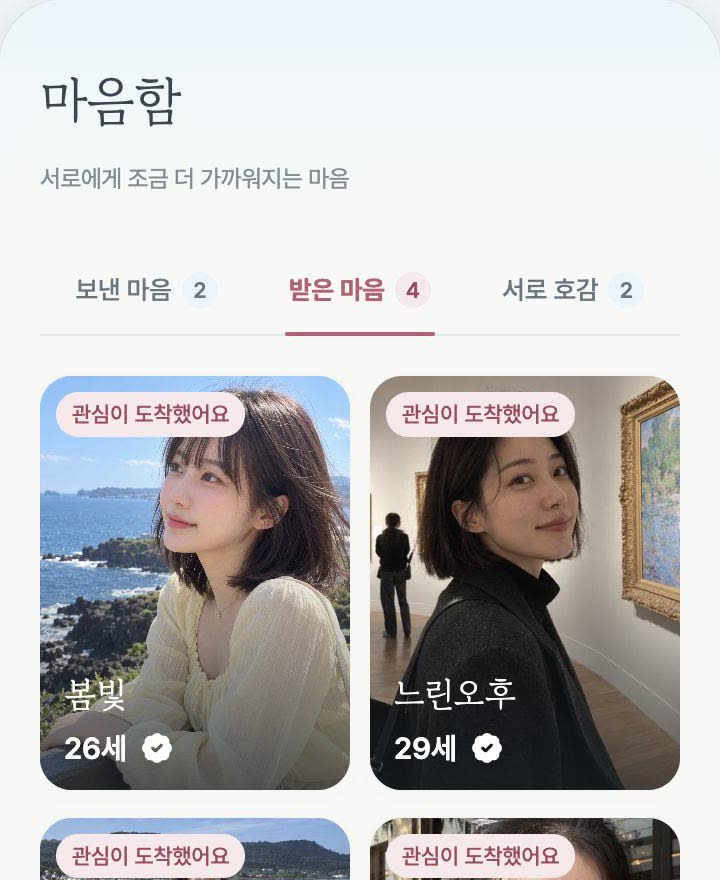 마음함
서로에게 조금 더 가까워지는 마음
보낸 마음 2 받은 마음 4 서로 호감 2
관심이 도착했어요 관심이 도착했어요
봄빛 느린오후
26세 29세
관심이 도착했어요 관심이 도착했어요